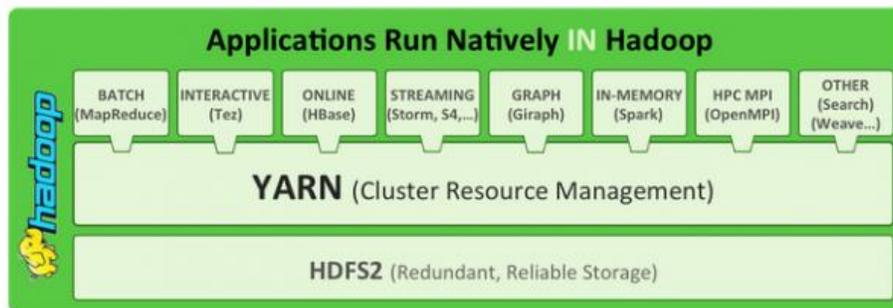 Applications Run Natively IN Hadoop
hadoop
BATCH
(MapReduce)
INTERACTIVE
(Tez)
ONLINE
(HBase)
STREAMING
(Storm, S4,...)
GRAPH
(Giraph)
IN-MEMORY
(Spark)
HPC MPI
(OpenMPI)
OTHER
(Search)
(Weave...)
YARN (Cluster Resource Management)
HDFS2 (Redundant, Reliable Storage)